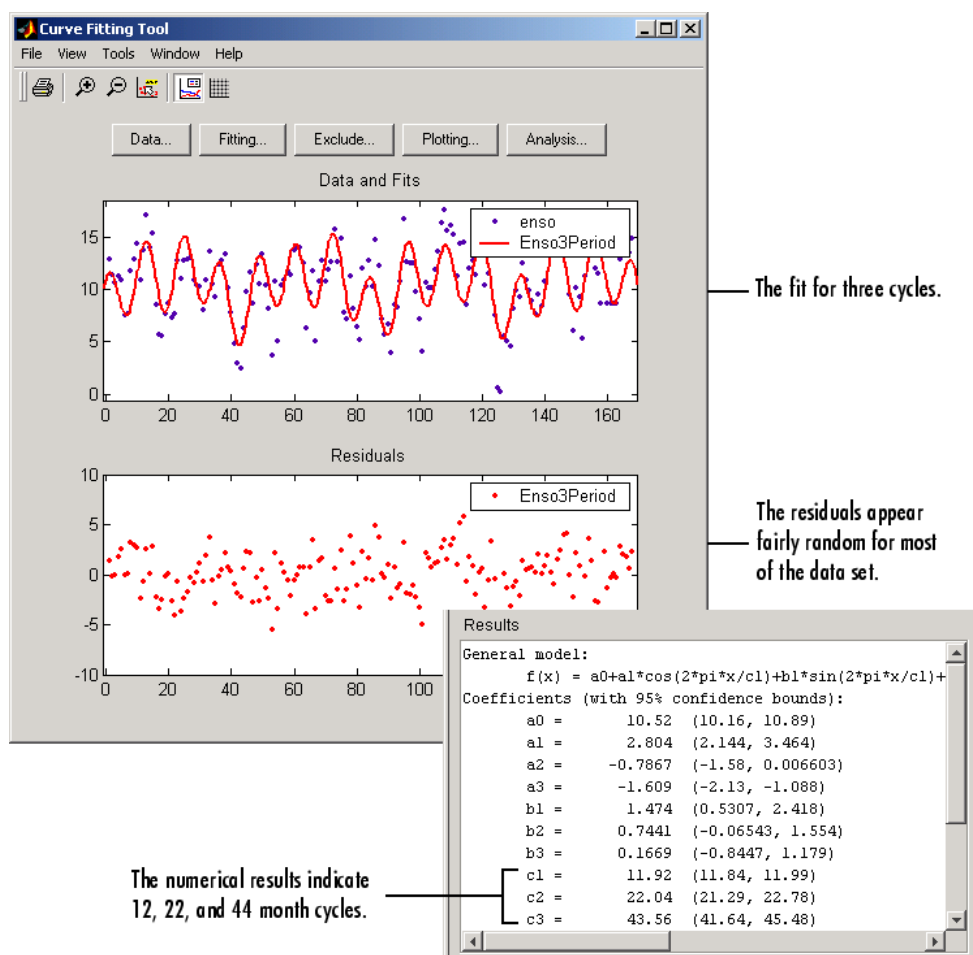 Curve Fitting Tool
File View Tools Window Help
Data... Fitting... Exclude... Plotting... Analysis...
Data and Fits
enso
Enso3Period
15
10
5
0
0 20 40 60 80 100 120 140 160
The fit for three cycles.
Residuals
Enso3Period
10
5
0
-5
-10
0 20 40 60 80 100
The residuals appear
fairly random for most
of the data set.
Results
General model:
f(x) = a0+a1*cos(2*pi*x/c1)+b1*sin(2*pi*x/c1)+
Coefficients (with 95% confidence bounds):
a0 = 10.52 (10.16, 10.89)
a1 = 2.804 (2.144, 3.464)
a2 = -0.7867 (-1.58, 0.006603)
a3 = -1.609 (-2.13, -1.088)
b1 = 1.474 (0.5307, 2.418)
b2 = 0.7441 (-0.06543, 1.554)
b3 = 0.1669 (-0.8447, 1.179)
c1 = 11.92 (11.84, 11.99)
c2 = 22.04 (21.29, 22.78)
c3 = 43.56 (41.64, 45.48)
The numerical results indicate
12, 22, and 44 month cycles.